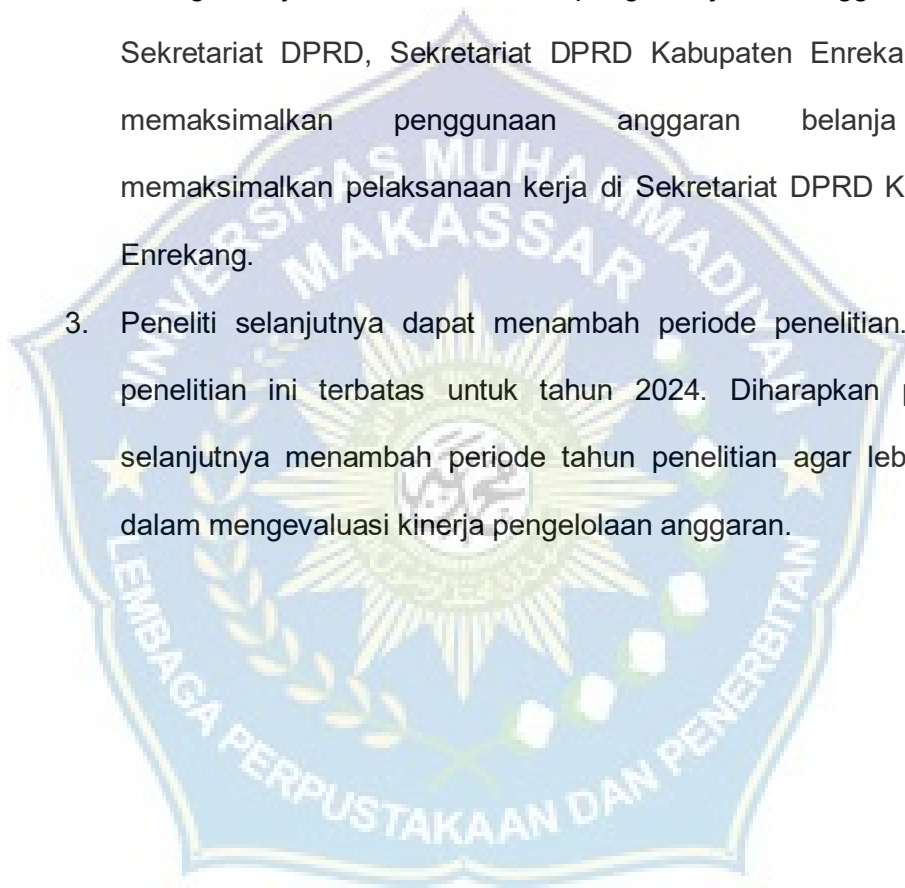 Sekretariat DPRD, Sekretariat DPRD Kabupaten
memaksimalkan penggunaan anggaran belanja
memaksimalkan pelaksanaan kerja di Sekretariat DPRD
Enrekang.
3. Peneliti selanjutnya dapat menambah periode penelitian.
penelitian ini terbatas untuk tahun 2024. Diharapkan
selanjutnya menambah periode tahun penelitian agar
dalam mengevaluasi kinerja pengelolaan anggaran.
UNIVERSITAS MUHAMMADIYAH
MAKASSAR
LEMBAGA PERPUSTAKAAN DAN PENERBITAN